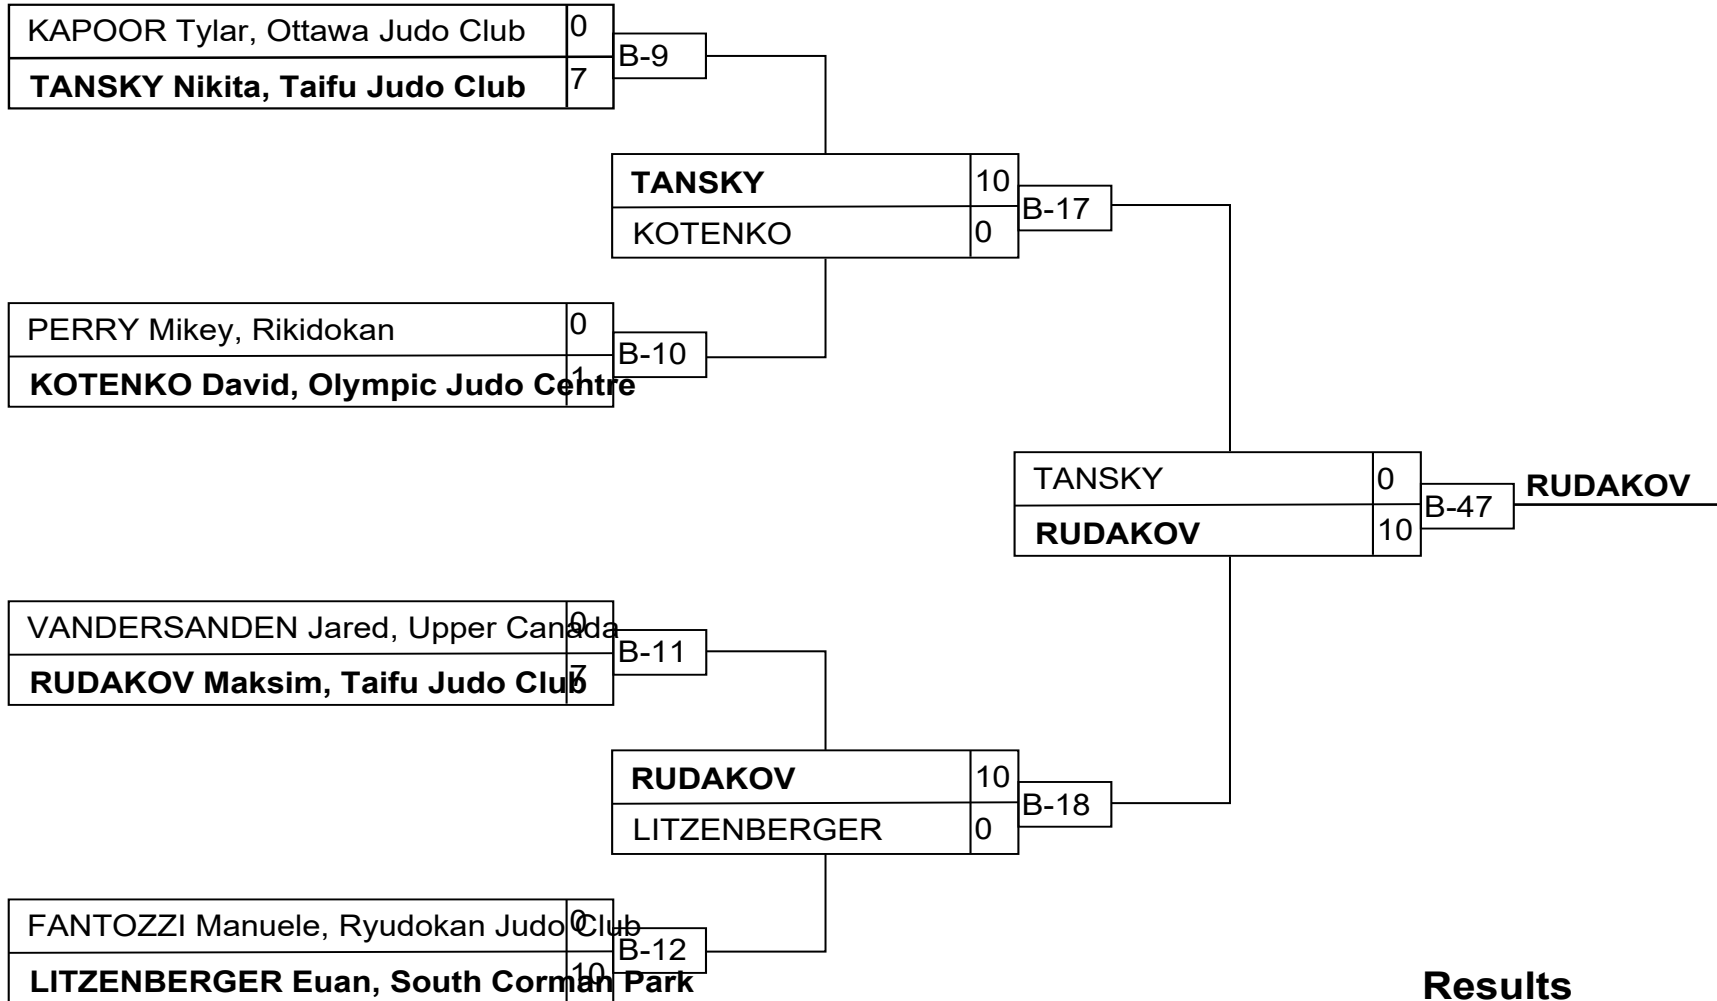 KAPOOR Tylar, Ottawa Judo Club 0
B-9
TANSKY Nikita, Taifu Judo Club 7
TANSKY 10
B-17
KOTENKO 0
PERRY Mikey, Rikidokan 0
B-10
KOTENKO David, Olympic Judo Centre 1
TANSKY 0
B-47 RUDAKOV
RUDAKOV 10
VANDERSANDEN Jared, Upper Canada 0
B-11
RUDAKOV Maksim, Taifu Judo Club 7
RUDAKOV 10
B-18
LITZENBERGER 0
FANTOZZI Manuele, Ryudokan Judo Club 0
B-12
LITZENBERGER Euan, South Corman Park 10
Results